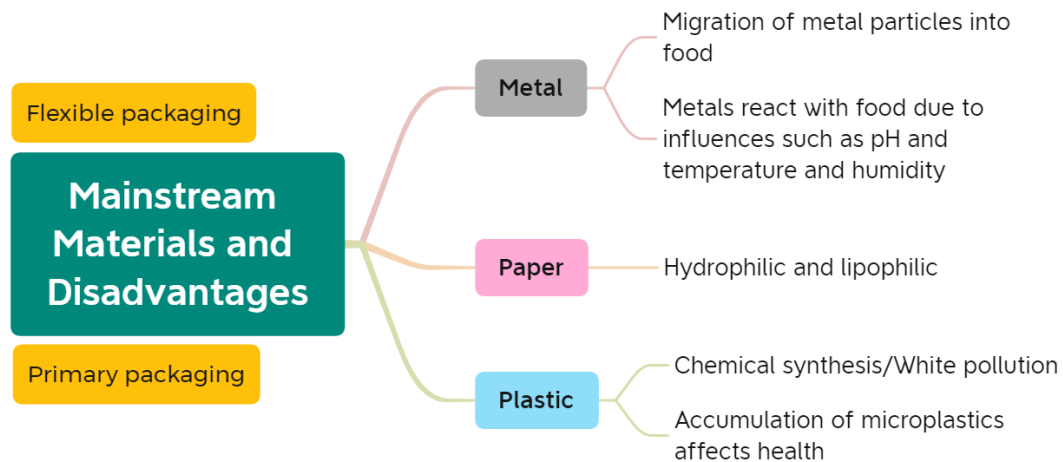 Flexible packaging
Mainstream
Materials and
Disadvantages
Primary packaging
Metal
Migration of metal particles into
food
Metals react with food due to
influences such as pH and
temperature and humidity
Paper
Hydrophilic and lipophilic
Plastic
Chemical synthesis/White pollution
Accumulation of microplastics
affects health